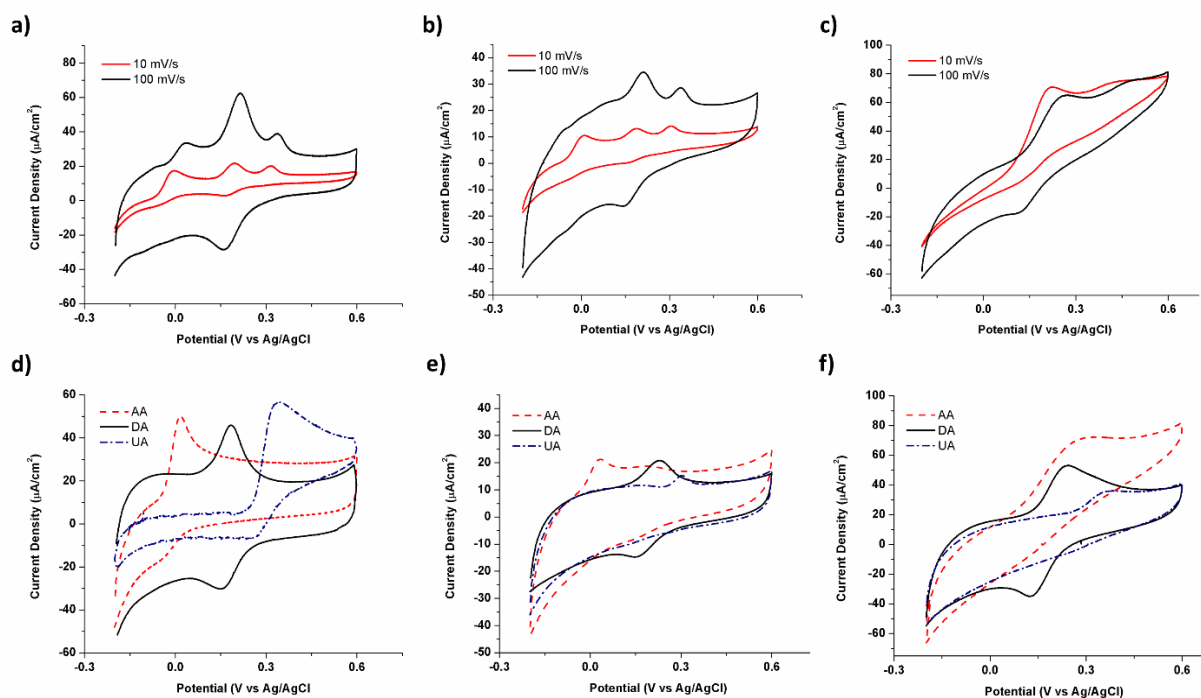 a)
10 mV/s
100 mV/s
80
60
40
20
0
-20
-40
-60
-0.3
0.0
0.3
0.6
Current Density (µA/cm²)
Potential (V vs Ag/AgCl
b)
10 mV/s
100 mV/s
40
30
20
10
0
-10
-20
-30
-40
-50
-0.3
0.0
0.3
0.6
Current Density (µA/cm²)
Potential (V vs Ag/AgCl
c)
10 mV/s
100 mV/s
80
60
40
20
0
-20
-40
-60
-0.3
0.0
0.3
0.6
Current Density (µA/cm²)
Potential (V vs Ag/AgCl
d)
AA
DA
UA
60
40
20
0
-20
-40
-60
-0.3
0.0
0.3
0.6
Current Density (µA/cm²)
Potential (V vs Ag/AgCl
e)
AA
DA
UA
40
30
20
10
0
-10
-20
-30
-40
-50
-0.3
0.0
0.3
0.6
Current Density (µA/cm²)
Potential (V vs Ag/AgCl
f)
AA
DA
UA
80
60
40
20
0
-20
-40
-60
-0.3
0.0
0.3
0.6
Current Density (µA/cm²)
Potential (V vs Ag/AgCl